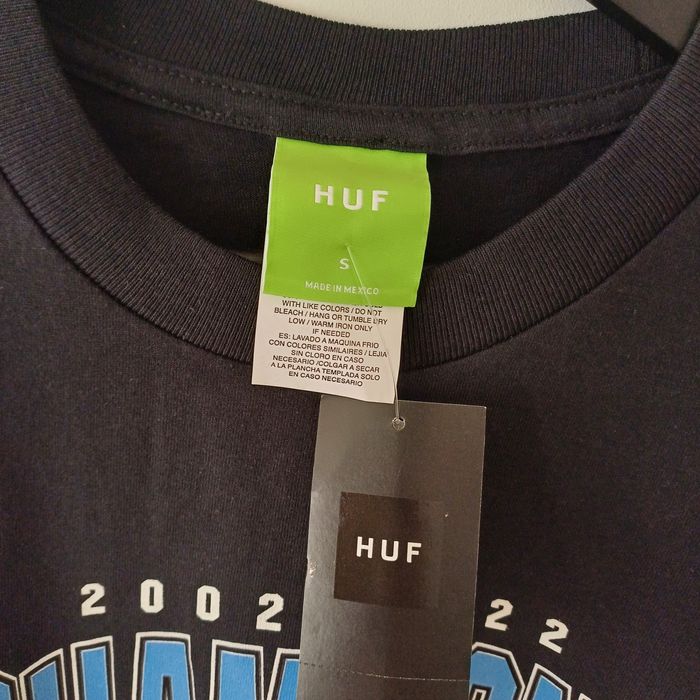 HUF
S
MADE IN MEXICO
WITH LIKE COLORS / DO NOT
BLEACH / HANG OR TUMBLE DRY
LOW / WARM IRON ONLY
IF NEEDED
ES: LAVADO A MAQUINA FRIO
CON COLORES SIMILARES / LEJIA
SIN CLORO EN CASO
NECESARIO /COLGAR A SECAR
A LA PLANCHA TEMPLADA SOLO
EN CASO NECESARIO
HUF
2002 22